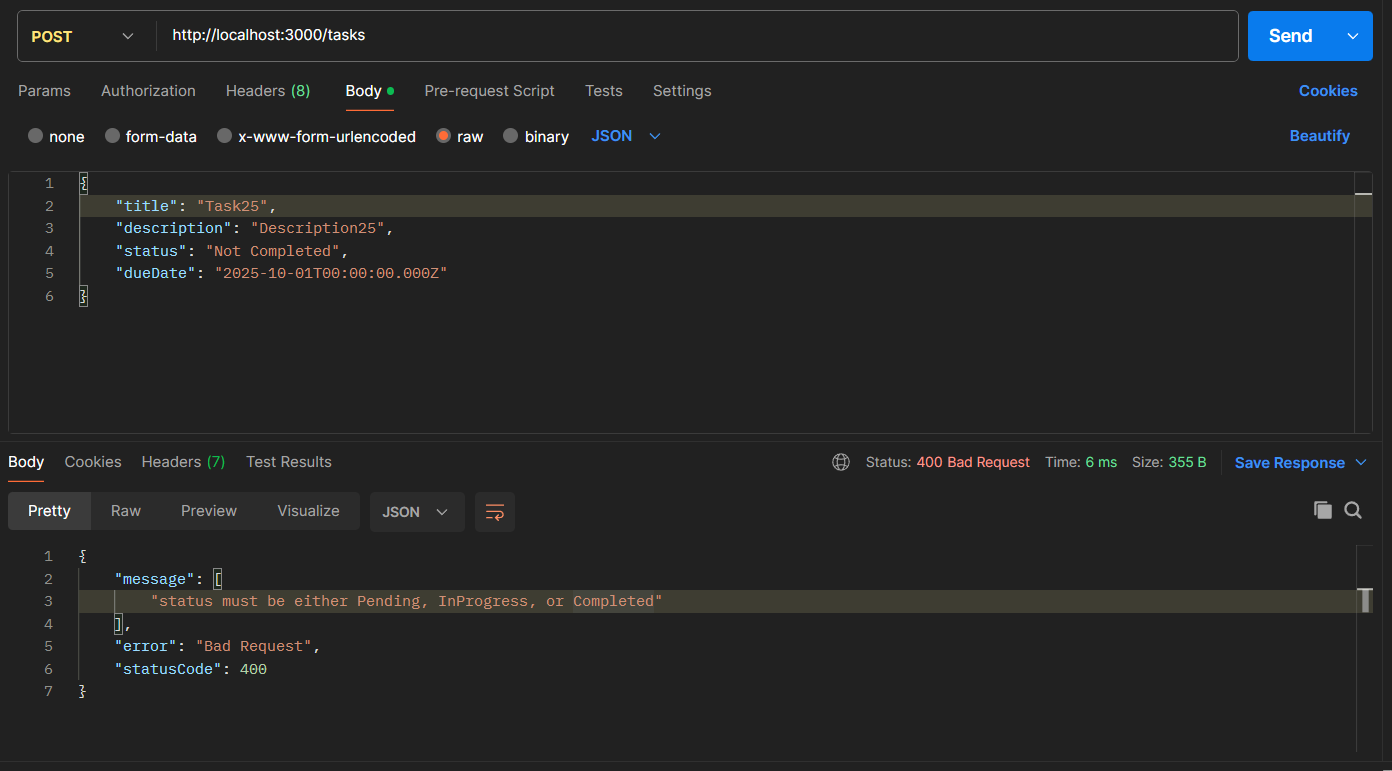 POST http://localhost:3000/tasks Send
Params Authorization Headers (8) Body Pre-request Script Tests Settings Cookies
none form-data x-www-form-urlencoded raw binary JSON Beautify
1 {
2 "title": "Task25",
3 "description": "Description25",
4 "status": "Not Completed",
5 "dueDate": "2025-10-01T00:00:00.000Z"
6 }
Body Cookies Headers (7) Test Results Status: 400 Bad Request Time: 6 ms Size: 355 B Save Response
Pretty Raw Preview Visualize JSON
1 {
2 "message": [
3 "status must be either Pending, InProgress, or Completed"
4 ],
5 "error": "Bad Request",
6 "statusCode": 400
7 }